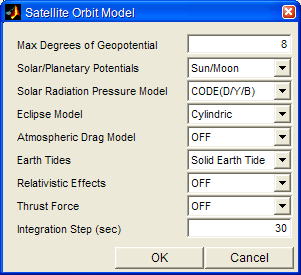 Satellite Orbit Model
Max Degrees of Geopotential 8
Solar/Planetary Potentials Sun/Moon
Solar Radiation Pressure Model CODE(D/Y/B)
Eclipse Model Cylindric
Atmospheric Drag Model OFF
Earth Tides Solid Earth Tide
Relativistic Effects OFF
Thrust Force OFF
Integration Step (sec) 30
OK Cancel